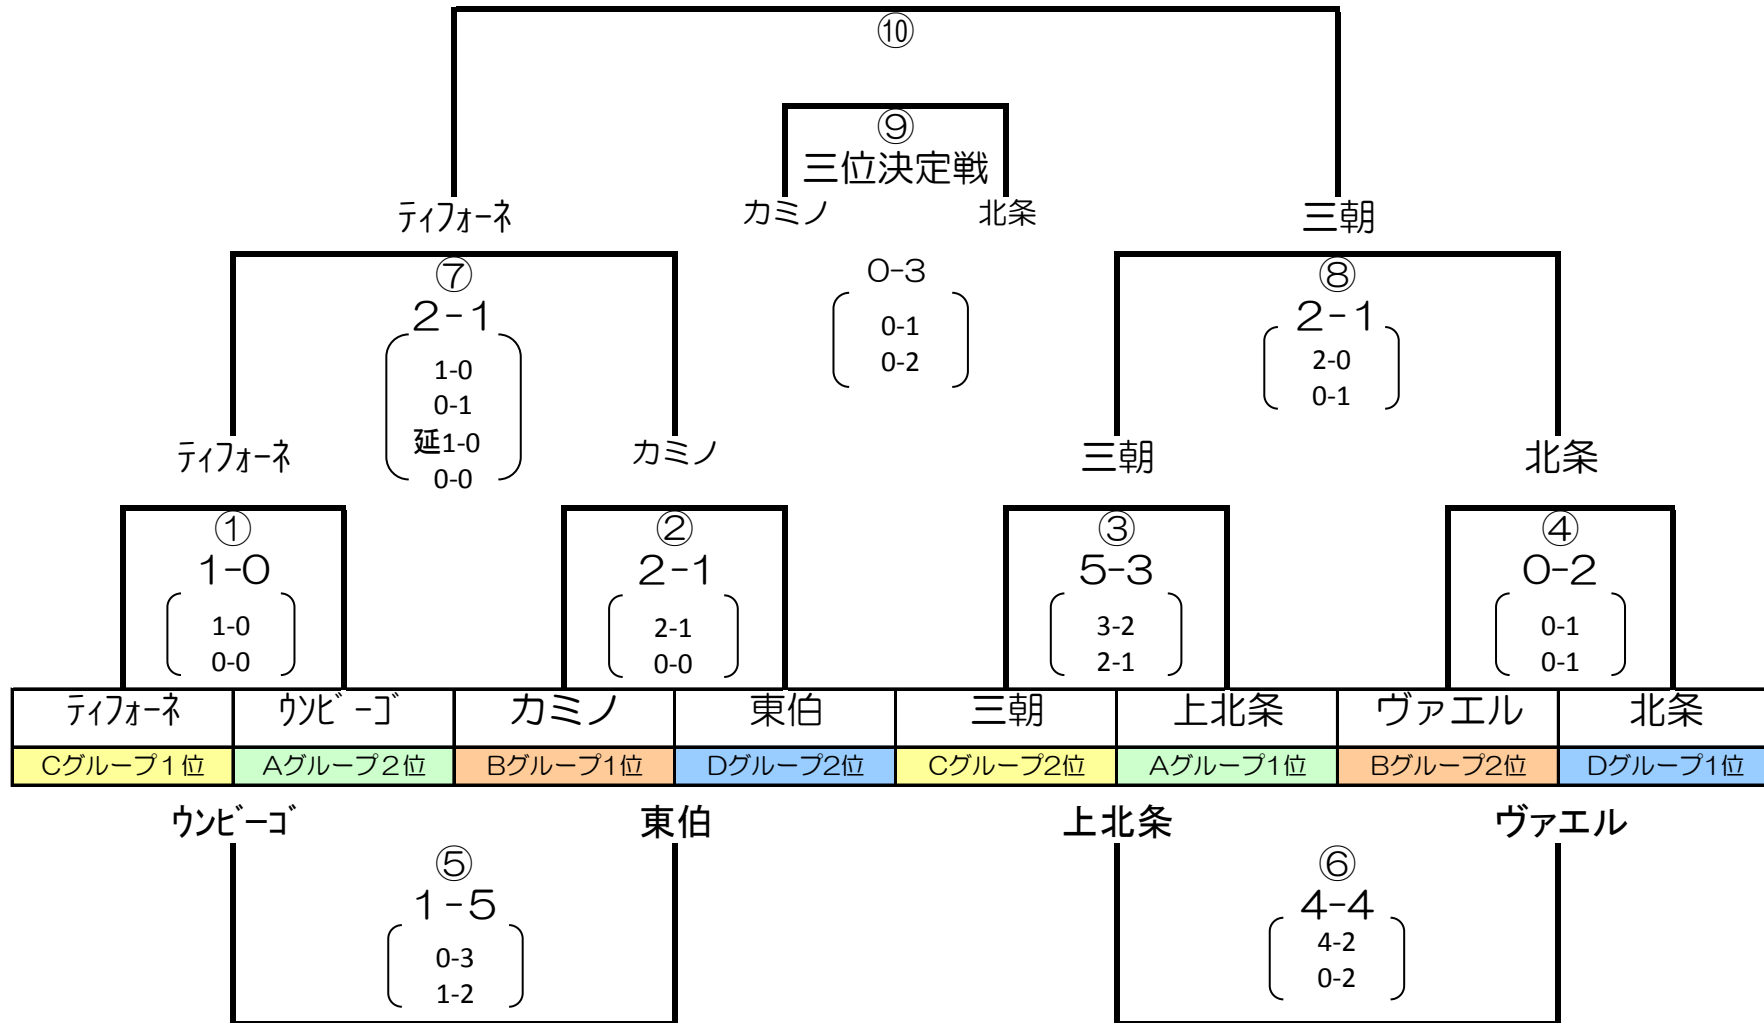 ⑩
⑨
三位決定戦
ティフォーネ カミノ 北条 三朝
⑦ 0-3 ⑧
2-1 2-1
1-0 0-1 2-0
0-1 0-2 0-1
延1-0
0-0
ティフォーネ カミノ 三朝 北条
① ② ③ ④
1-0 2-1 5-3 0-2
1-0 2-1 3-2 0-1
0-0 0-0 2-1 0-1
ティフォーネ ウンビーゴ カミノ 東伯 三朝 上北条 ヴァエル 北条
Cグループ1位 Aグループ2位 Bグループ1位 Dグループ2位 Cグループ2位 Aグループ1位 Bグループ2位 Dグループ1位
ウンビーゴ 東伯 上北条 ヴァエル
⑤ ⑥
1-5 4-4
0-3 4-2
1-2 0-2